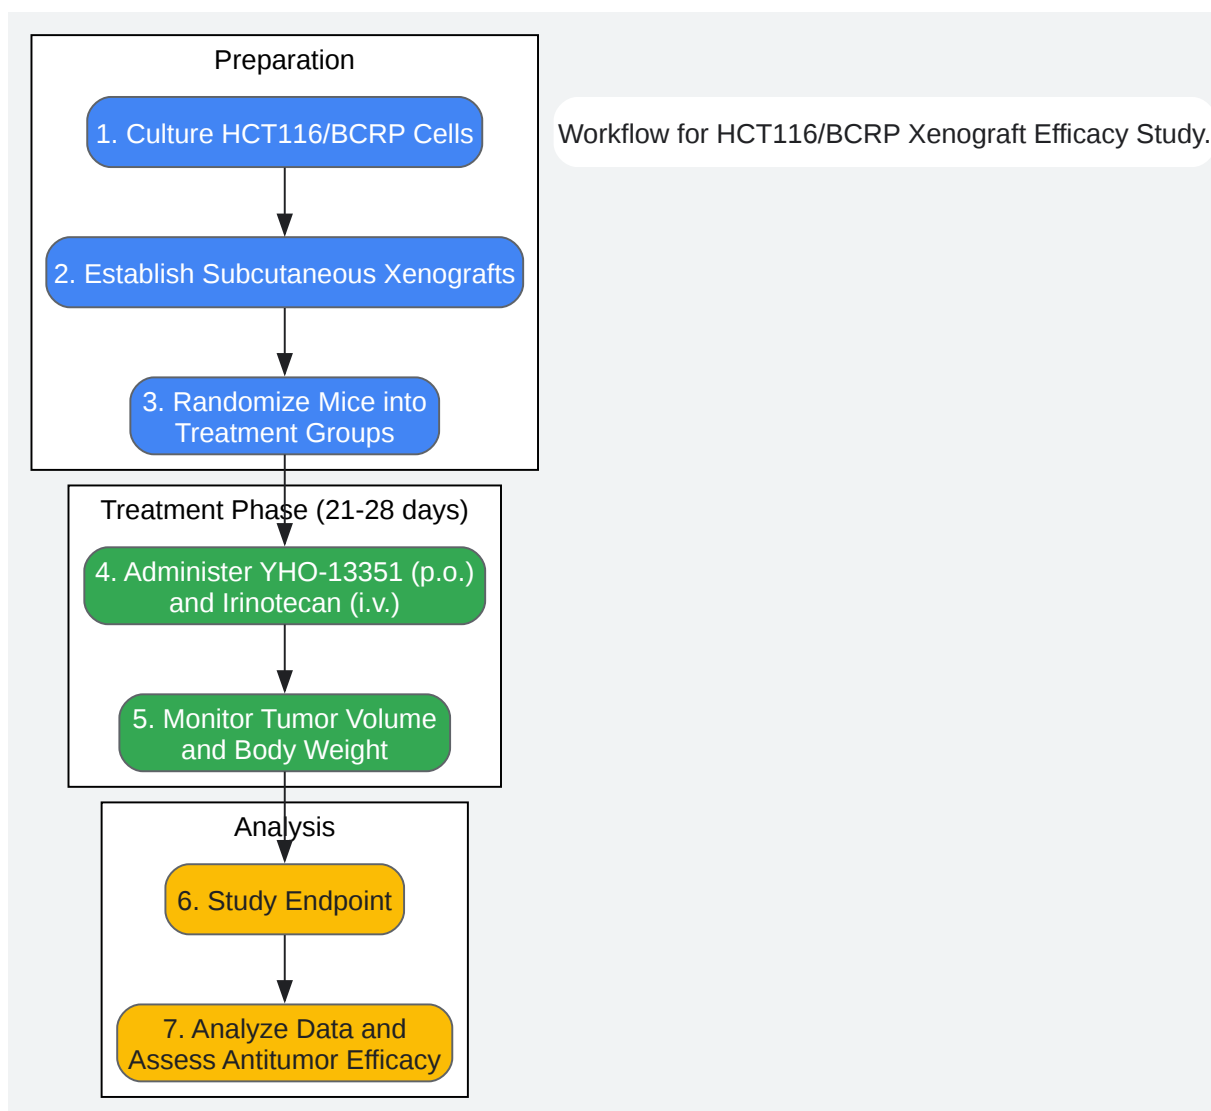 Preparation
1. Culture HCT116/BCRP Cells
Workflow for HCT116/BCRP Xenograft Efficacy Study.
2. Establish Subcutaneous Xenografts
3. Randomize Mice into
Treatment Groups
Treatment Phase (21-28 days)
4. Administer YHO-13351 (p.o.)
and Irinotecan (i.v.)
5. Monitor Tumor Volume
and Body Weight
Analysis
6. Study Endpoint
7. Analyze Data and
Assess Antitumor Efficacy